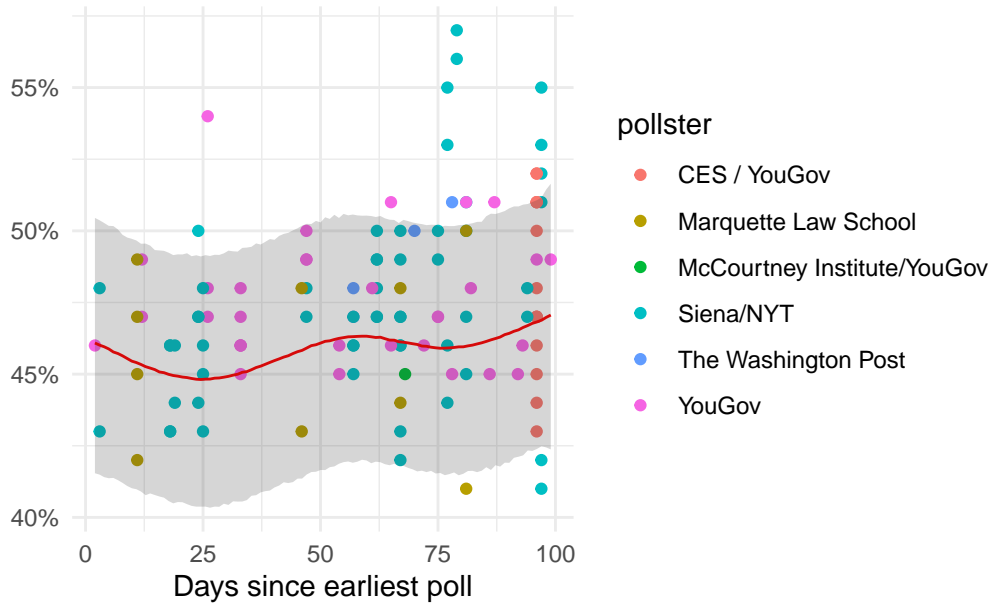 55%
50%
45%
40%
0 25 50 75 100
Days since earliest poll
pollster
CES / YouGov
Marquette Law School
McCourtney Institute/YouGov
Siena/NYT
The Washington Post
YouGov